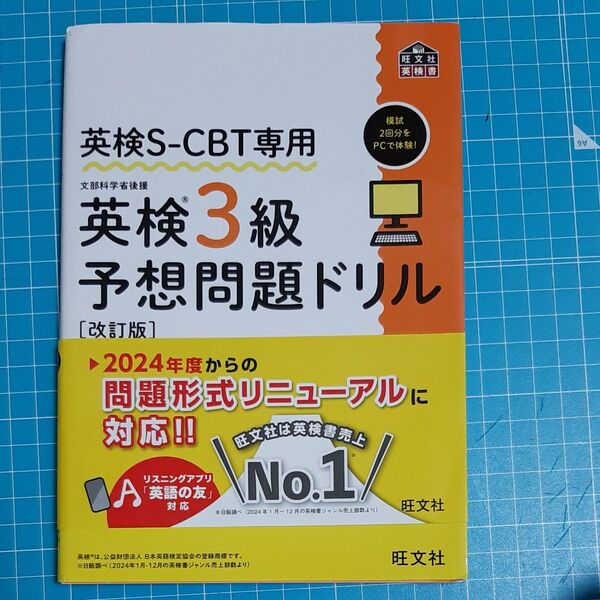 旺文社
英検書
模試
2回分を
PCで体験!
英検S-CBT専用
文部科学省後援
英検®3級
予想問題ドリル
[改訂版]
▶2024年度からの
問題形式リニューアルに
対応!!
旺文社は英検書売上
No.1※
※日販調べ(2024年1月〜12月の英検書ジャンル売上部数より)
リスニングアプリ
「英語の友」
対応
旺文社
英検®は、公益財団法人 日本英語検定協会の登録商標です。
※日販調べ(2024年1月-12月の英検書ジャンル売上部数より)
旺文社
A6